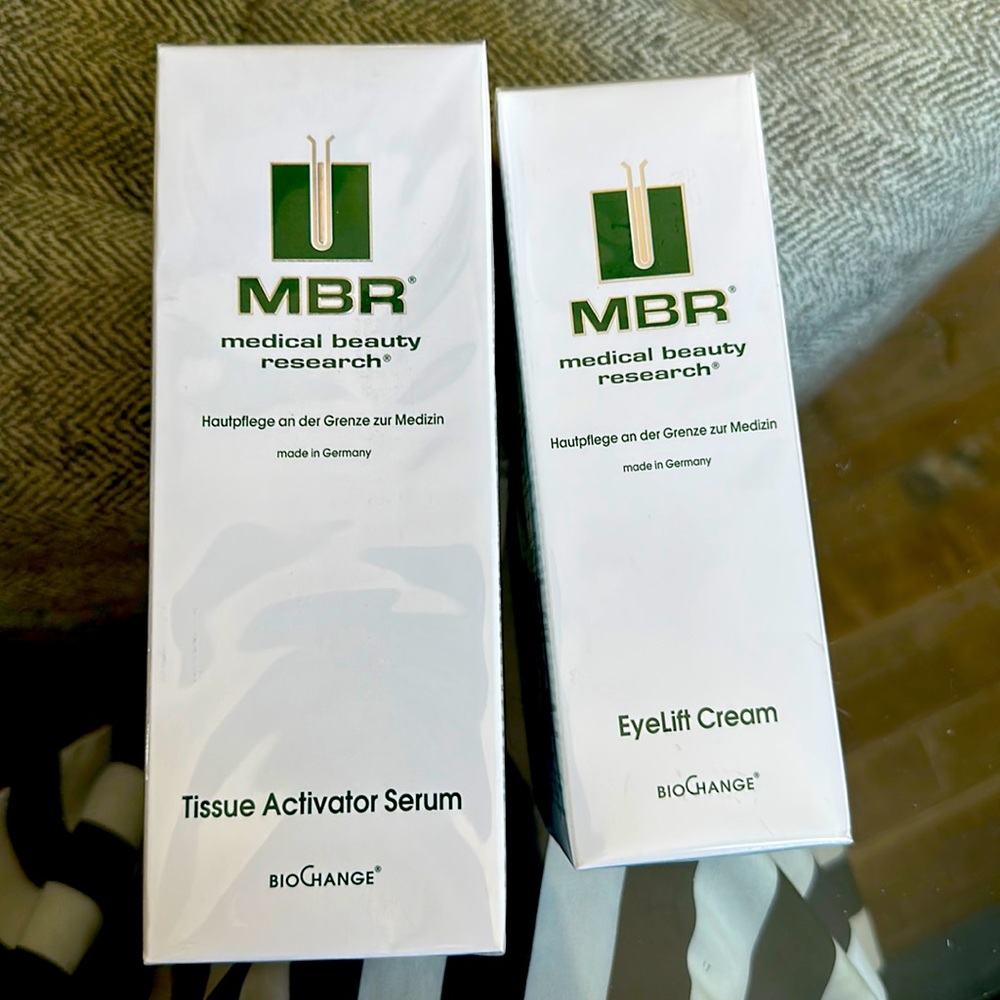 MBR®
medical beauty
research®
Hautpflege an der Grenze zur Medizin
made in Germany
Tissue Activator Serum
BIOCHANGE®
MBR®
medical beauty
research®
Hautpflege an der Grenze zur Medizin
made in Germany
EyeLift Cream
BIOCHANGE®